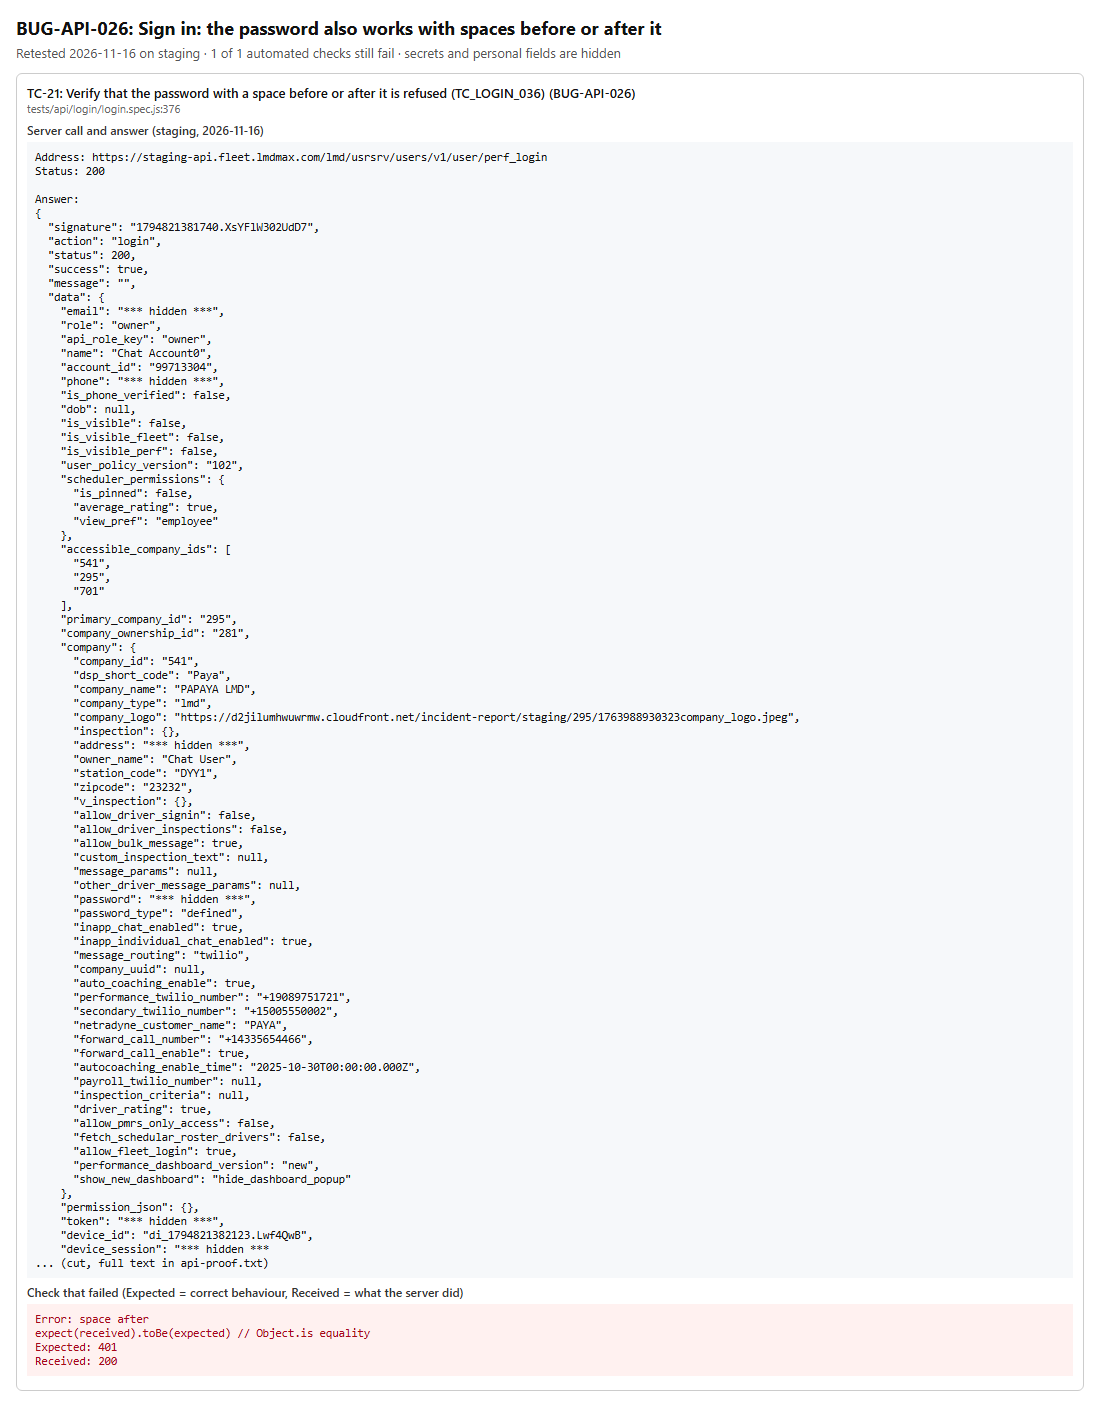 BUG-API-026: Sign in: the password also works with spaces before or after it
Retested 2026-11-16 on staging · 1 of 1 automated checks still fail · secrets and personal fields are hidden
TC-21: Verify that the password with a space before or after it is refused (TC_LOGIN_036) (BUG-API-026)
tests/api/login/login.spec.js:376
Server call and answer (staging, 2026-11-16)
Address: https://staging-api.fleet.lmdmax.com/lmd/usrsrv/users/v1/user/perf_login
Status: 200
Answer:
{
"signature": "1794821381740.XsYFlW302UdD7",
"action": "login",
"status": 200,
"success": true,
"message": "",
"data": {
"email": "*** hidden ***",
"role": "owner",
"api_role_key": "owner",
"name": "Chat Account0",
"account_id": "99713304",
"phone": "*** hidden ***",
"is_phone_verified": false,
"dob": null,
"is_visible": false,
"is_visible_fleet": false,
"is_visible_perf": false,
"user_policy_version": "102",
"scheduler_permissions": {
"is_pinned": false,
"average_rating": true,
"view_pref": "employee"
},
"accessible_company_ids": [
"541",
"295",
"701"
],
"primary_company_id": "295",
"company_ownership_id": "281",
"company": {
"company_id": "541",
"dsp_short_code": "Paya",
"company_name": "PAPAYA LMD",
"company_type": "lmd",
"company_logo": "https://d2jilumhwuwrmw.cloudfront.net/incident-report/staging/295/1763988930323company_logo.jpeg",
"inspection": {},
"address": "*** hidden ***",
"owner_name": "Chat User",
"station_code": "DYY1",
"zipcode": "23232",
"v_inspection": {},
"allow_driver_signin": false,
"allow_driver_inspections": false,
"allow_bulk_message": true,
"custom_inspection_text": null,
"message_params": null,
"other_driver_message_params": null,
"password": "*** hidden ***",
"password_type": "defined",
"inapp_chat_enabled": true,
"inapp_individual_chat_enabled": true,
"message_routing": "twilio",
"company_uuid": null,
"auto_coaching_enable": true,
"performance_twilio_number": "+19089751721",
"secondary_twilio_number": "+15005550002",
"netradyne_customer_name": "PAYA",
"forward_call_number": "+14335654466",
"forward_call_enable": true,
"autocoaching_enable_time": "2025-10-30T00:00:00.000Z",
"payroll_twilio_number": null,
"inspection_criteria": null,
"driver_rating": true,
"allow_pmrs_only_access": false,
"fetch_schedular_roster_drivers": false,
"allow_fleet_login": true,
"performance_dashboard_version": "new",
"show_new_dashboard": "hide_dashboard_popup"
},
"permission_json": {},
"token": "*** hidden ***",
"device_id": "di_1794821382123.Lwf4QwB",
"device_session": "*** hidden ***
... (cut, full text in api-proof.txt)
Check that failed (Expected = correct behaviour, Received = what the server did)
Error: space after
expect(received).toBe(expected) // Object.is equality
Expected: 401
Received: 200